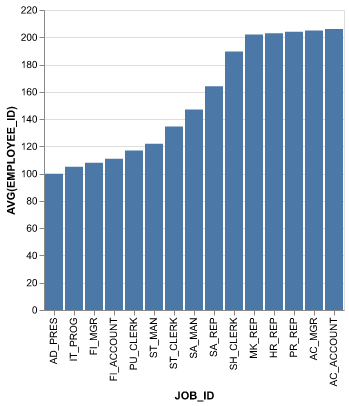 220
200
180
160
140
120
100
80
60
40
20
0
AVG(EMPLOYEE_ID)
AD_PRES
IT_PROG
FI_MGR
FI_ACCOUNT
PU_CLERK
ST_MAN
ST_CLERK
SA_MAN
SA_REP
SH_CLERK
MK_REP
HR_REP
PR_REP
AC_MGR
AC_ACCOUNT
JOB_ID